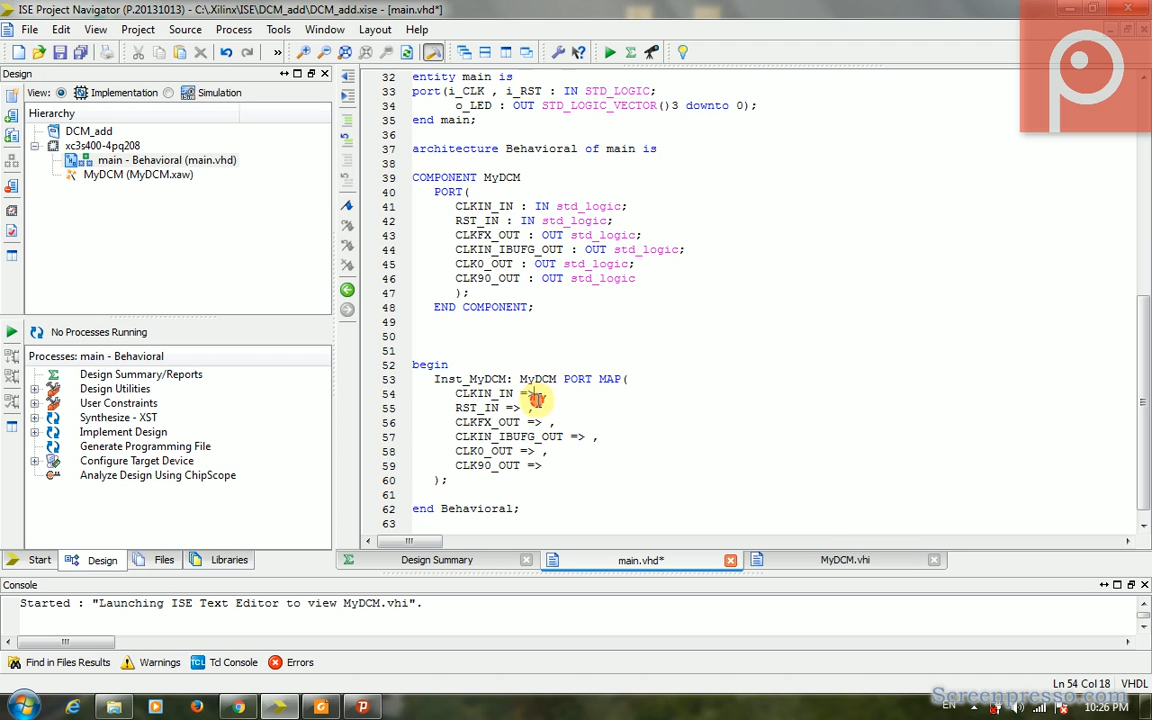 ISE Project Navigator (P.20131013) - C:\Xilinx\ISE\DCM_add\DCM_add.xise - [main.vhd*]
File Edit View Project Source Process Tools Window Layout Help
Design
View: Implementation Simulation
Hierarchy
DCM_add
xc3s400-4pq208
main - Behavioral (main.vhd)
MyDCM (MyDCM.xaw)
No Processes Running
Processes: main - Behavioral
Design Summary/Reports
Design Utilities
User Constraints
Synthesize - XST
Implement Design
Generate Programming File
Configure Target Device
Analyze Design Using ChipScope
Start Design Files Libraries
32 entity main is
33 port(i_CLK , i_RST : IN STD_LOGIC;
34 o_LED : OUT STD_LOGIC_VECTOR()3 downto 0);
35 end main;
36
37 architecture Behavioral of main is
38
39 COMPONENT MyDCM
40 PORT(
41 CLKIN_IN : IN std_logic;
42 RST_IN : IN std_logic;
43 CLKFX_OUT : OUT std_logic;
44 CLKIN_IBUFG_OUT : OUT std_logic;
45 CLK0_OUT : OUT std_logic;
46 CLK90_OUT : OUT std_logic
47 );
48 END COMPONENT;
49
50
51
52 begin
53 Inst_MyDCM: MyDCM PORT MAP(
54 CLKIN_IN =>
55 RST_IN => ,
56 CLKFX_OUT => ,
57 CLKIN_IBUFG_OUT => ,
58 CLK0_OUT => ,
59 CLK90_OUT =>
60 );
61
62 end Behavioral;
63
Design Summary main.vhd* MyDCM.vhi
Console
Started : "Launching ISE Text Editor to view MyDCM.vhi".
Find in Files Results Warnings Tcl Console Errors
Ln 54 Col 18 VHDL
Screenpresso.com
EN 10:26 PM